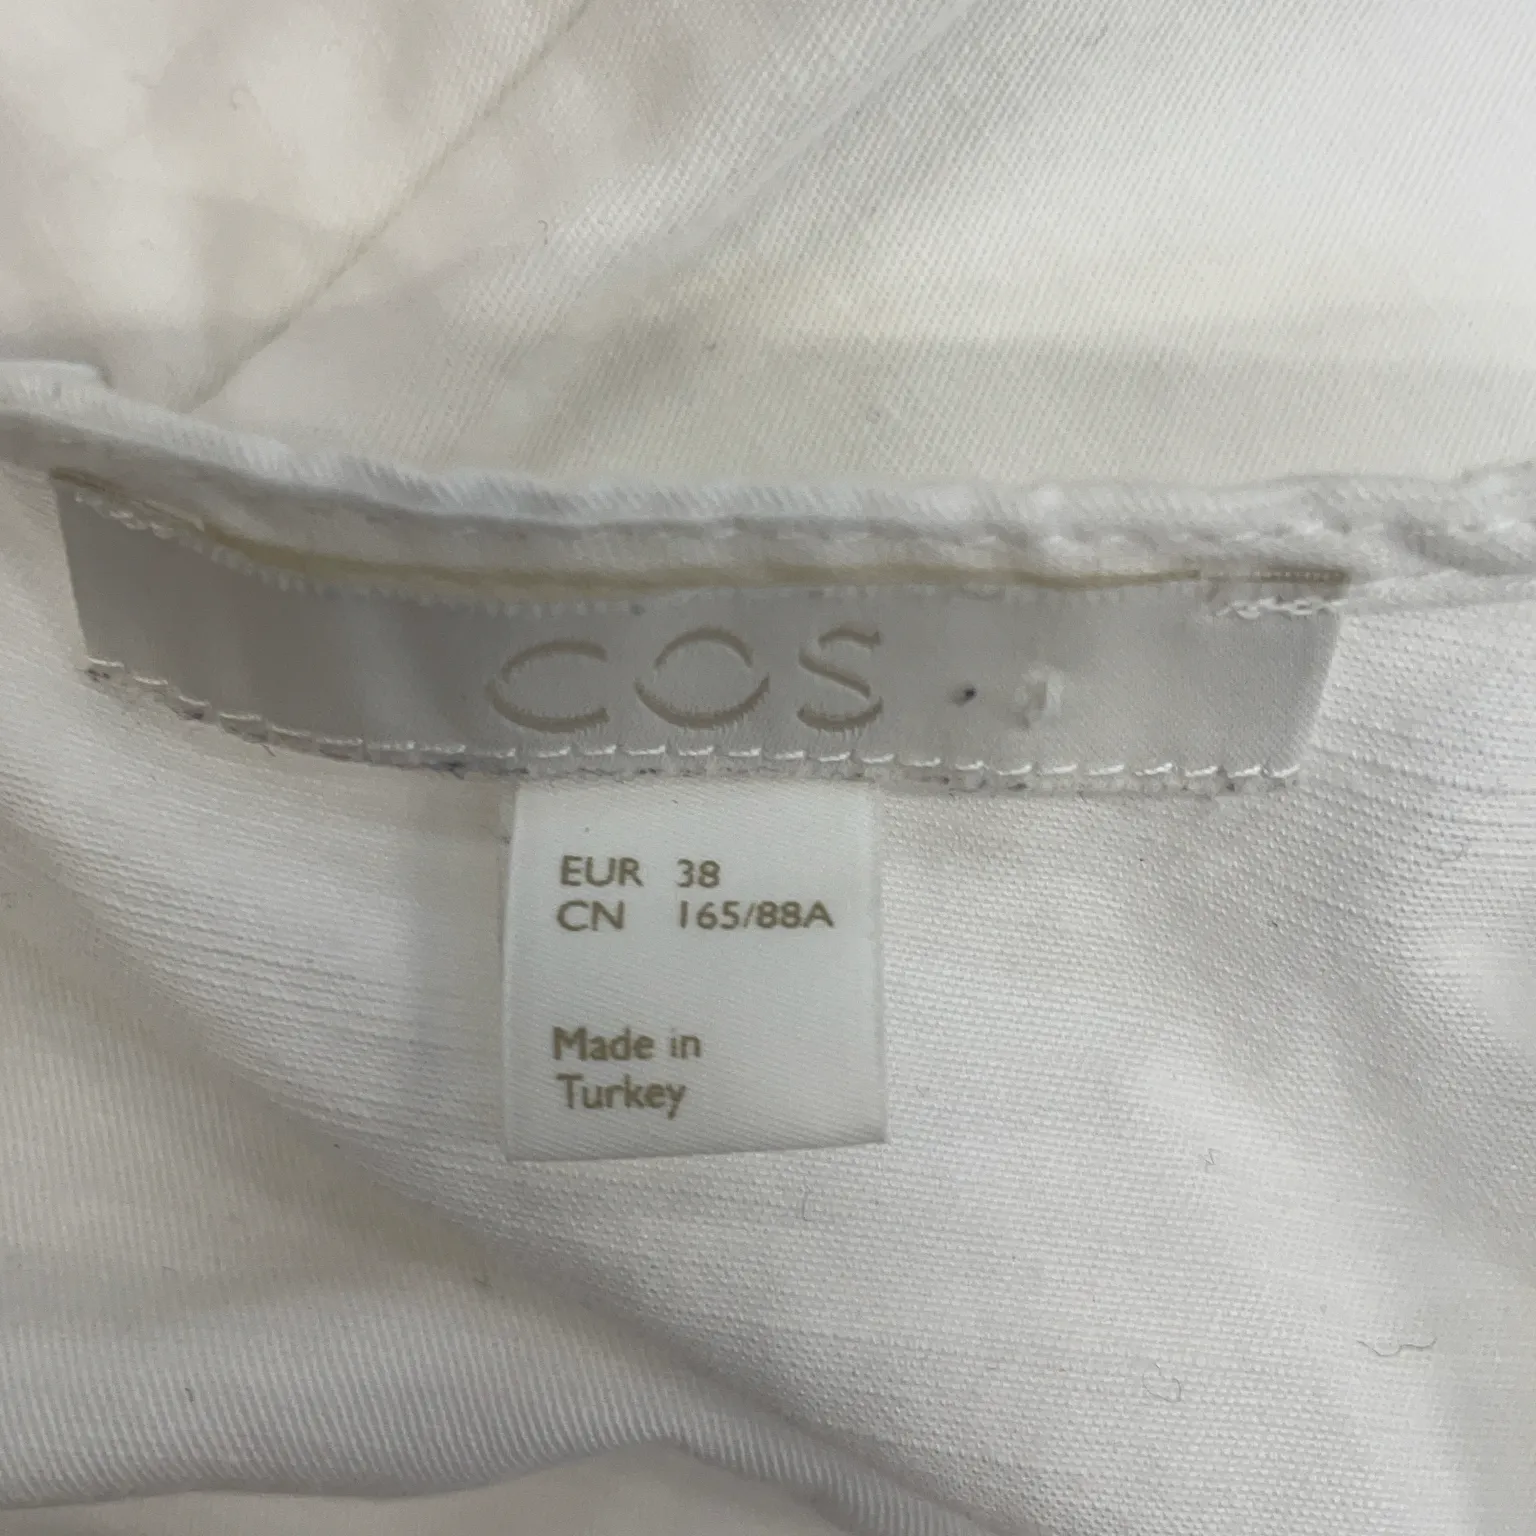 COS
EUR 38
CN 165/88A
Made in
Turkey